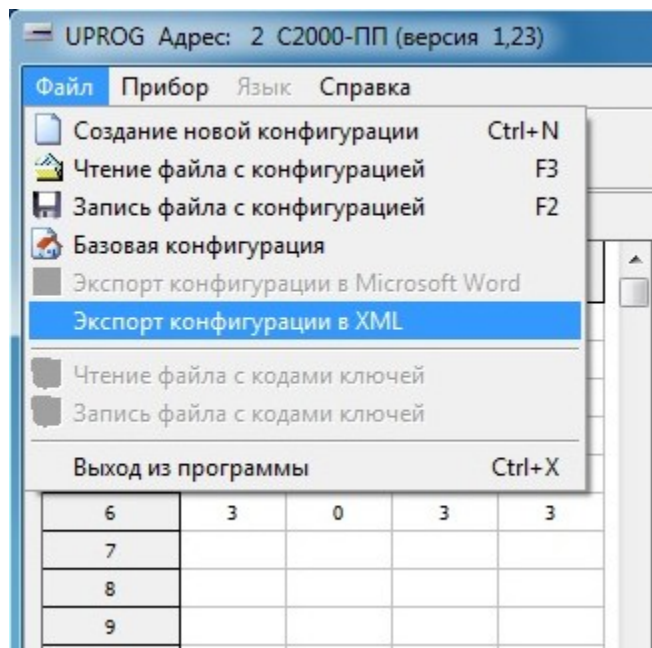 UPROG Адрес: 2 С2000-ПП (версия 1,23)
Файл Прибор Язык Справка
Создание новой конфигурации Ctrl+N
Чтение файла с конфигурацией F3
Запись файла с конфигурацией F2
Базовая конфигурация
Экспорт конфигурации в Microsoft Word
Экспорт конфигурации в XML
Чтение файла с кодами ключей
Запись файла с кодами ключей
Выход из программы Ctrl+X
6 3 0 3 3
7
8
9